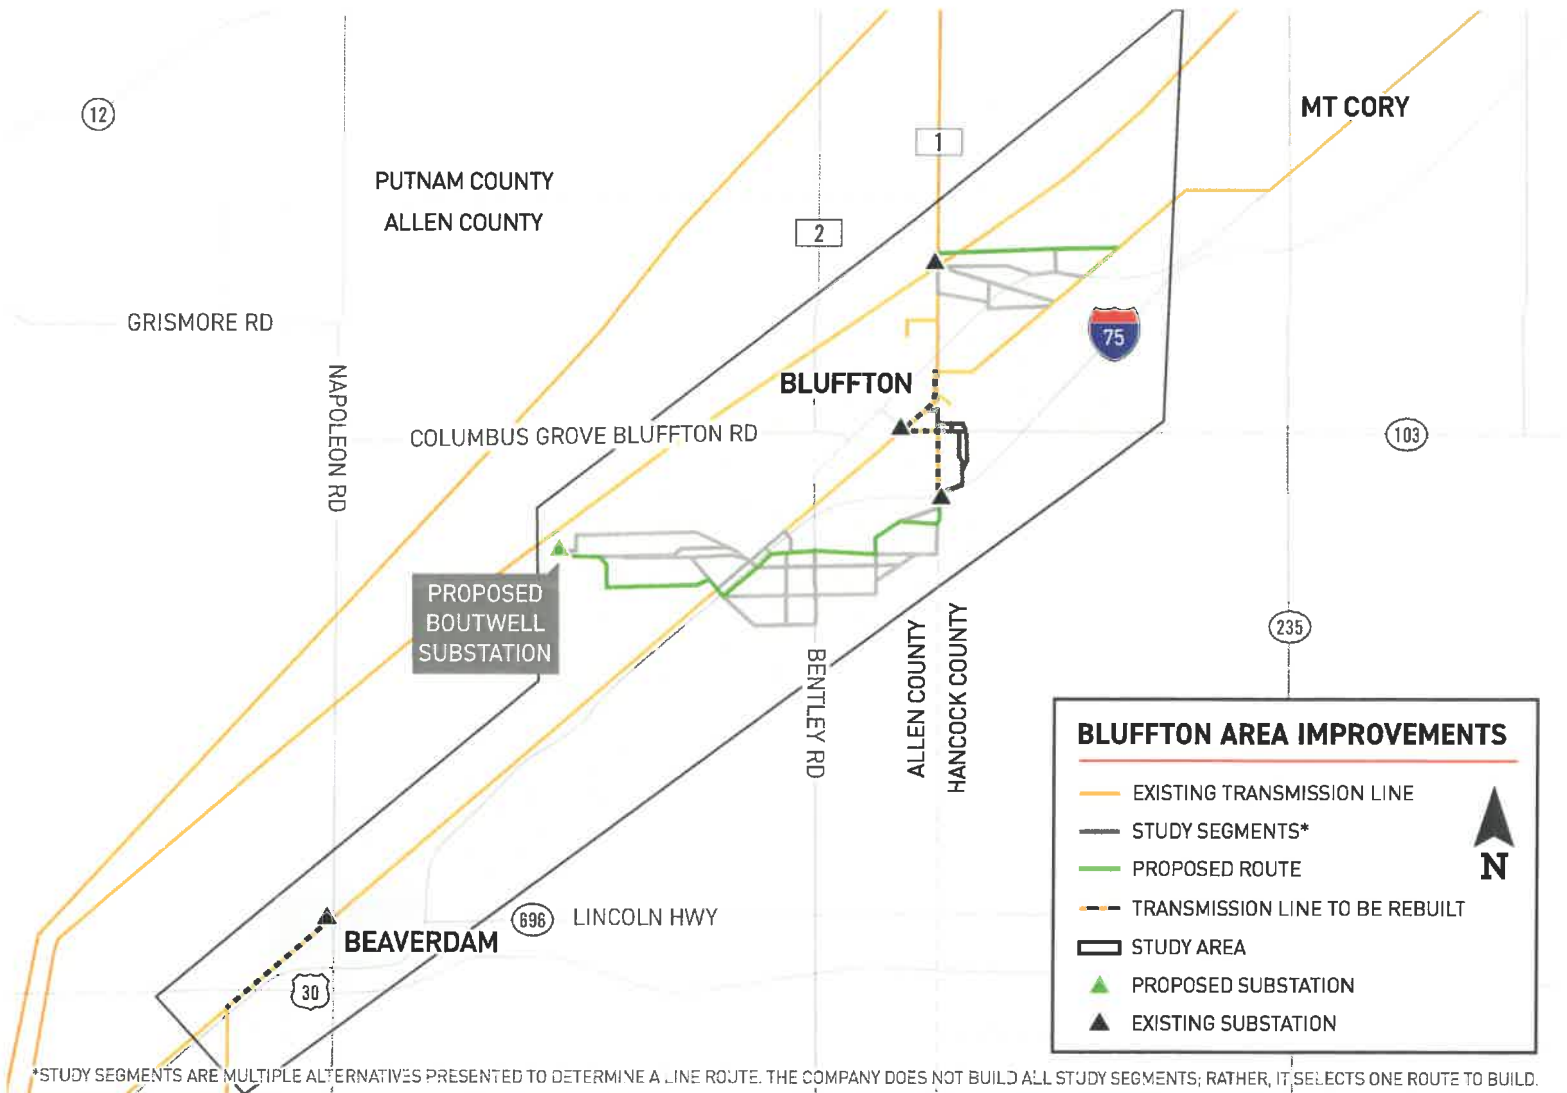 12
MT CORY
1
PUTNAM COUNTY
ALLEN COUNTY
2
GRISMORE RD
75
NAPOLEON RD
BLUFFTON
COLUMBUS GROVE BLUFFTON RD
103
PROPOSED
BOUTWELL
SUBSTATION
235
BENTLEY RD
ALLEN COUNTY
HANCOCK COUNTY
BLUFFTON AREA IMPROVEMENTS
EXISTING TRANSMISSION LINE
STUDY SEGMENTS*
PROPOSED ROUTE
TRANSMISSION LINE TO BE REBUILT
STUDY AREA
PROPOSED SUBSTATION
EXISTING SUBSTATION
N
696 LINCOLN HWY
BEAVERDAM
30
*STUDY SEGMENTS ARE MULTIPLE ALTERNATIVES PRESENTED TO DETERMINE A LINE ROUTE. THE COMPANY DOES NOT BUILD ALL STUDY SEGMENTS; RATHER, IT SELECTS ONE ROUTE TO BUILD.